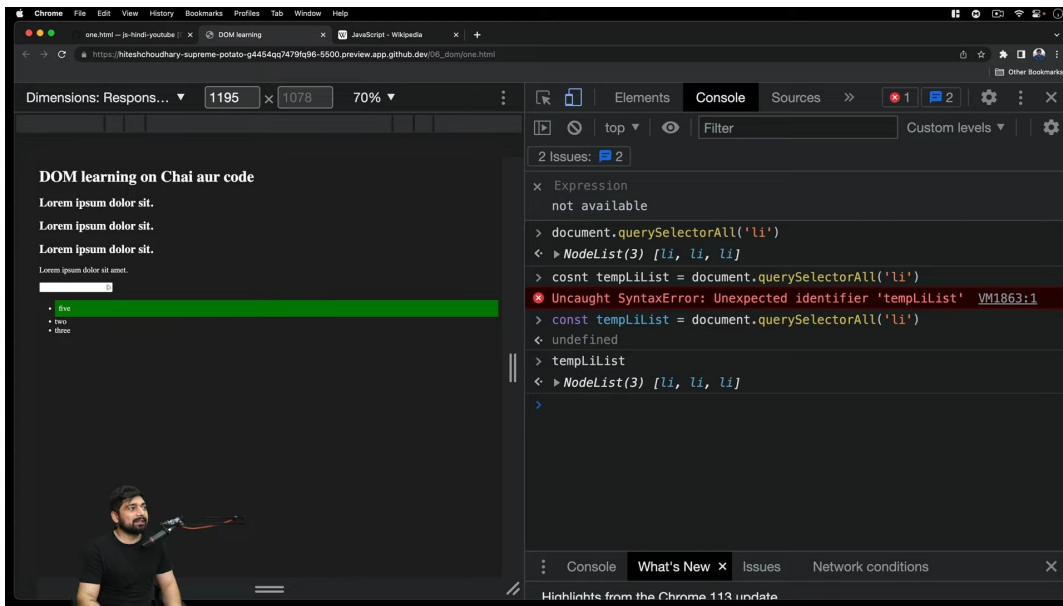 Chrome File Edit View History Bookmarks Profiles Tab Window Help
one.html — js-hindi-youtube [ × DOM learning × W JavaScript - Wikipedia × +
https://hiteshchoudhary-supreme-potato-g4454qq7479fq96-5500.preview.app.github.dev/06_dom/one.html
Other Bookmarks
Dimensions: Respons... ▼ 1195 × 1078 70% ▼
Elements Console Sources » 1 2
top ▼ Filter Custom levels ▼
2 Issues: 2
DOM learning on Chai aur code
Lorem ipsum dolor sit.
Lorem ipsum dolor sit.
Lorem ipsum dolor sit.
Lorem ipsum dolor sit amet.
• five
• two
• three
× Expression
not available
> document.querySelectorAll('li')
NodeList(3) [li, li, li]
> cosnt tempLiList = document.querySelectorAll('li')
Uncaught SyntaxError: Unexpected identifier 'tempLiList' VM1863:1
> const tempLiList = document.querySelectorAll('li')
undefined
> tempLiList
NodeList(3) [li, li, li]
>
Console What's New × Issues Network conditions ×
Highlights from the Chrome 113 update